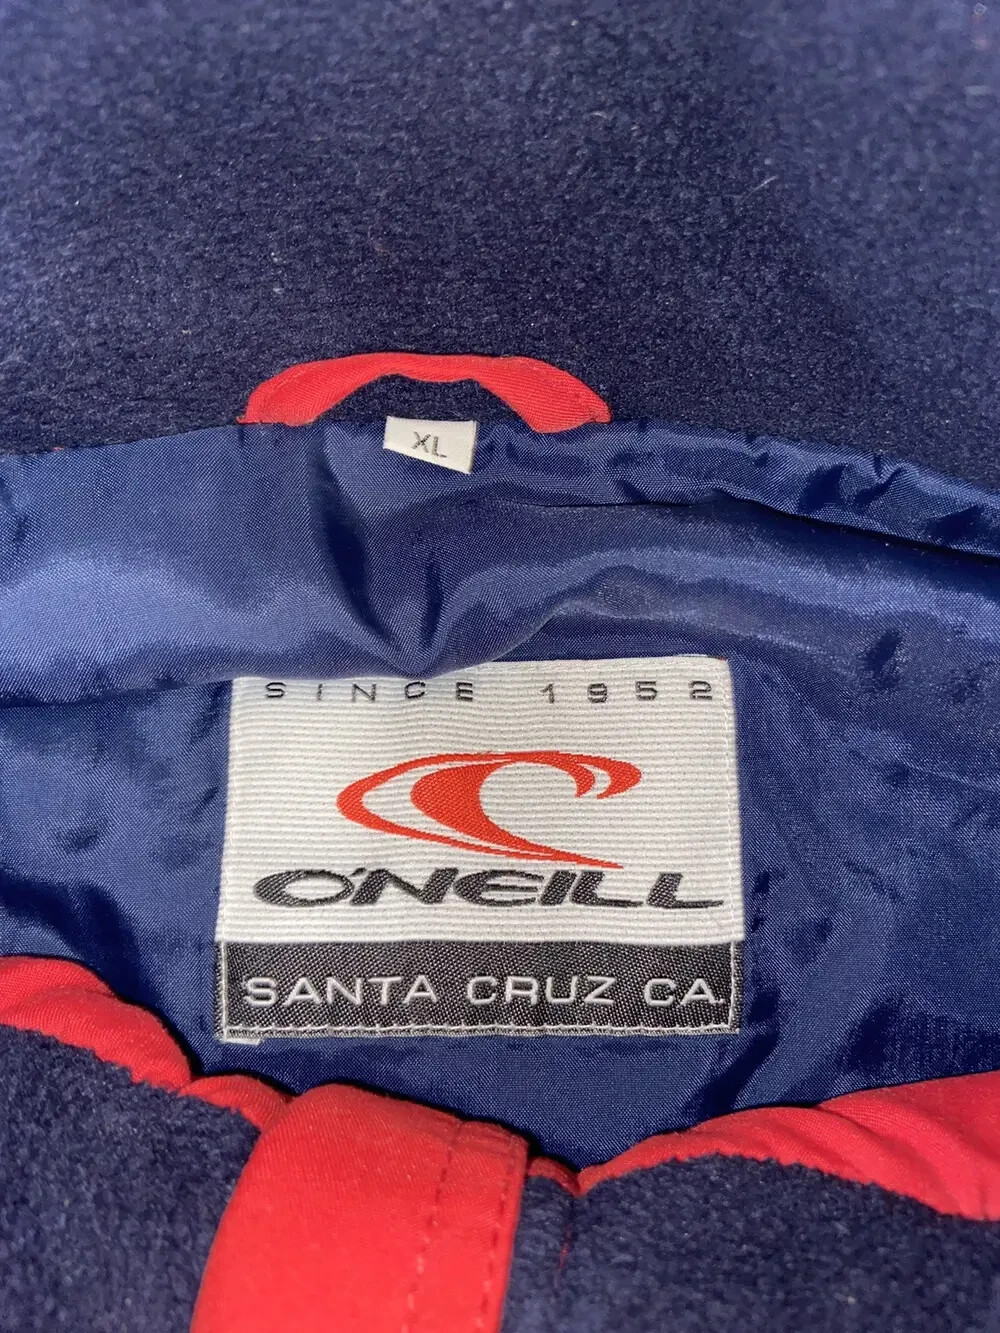 XL
SINCE 1952
O'NEILL
SANTA CRUZ CA.